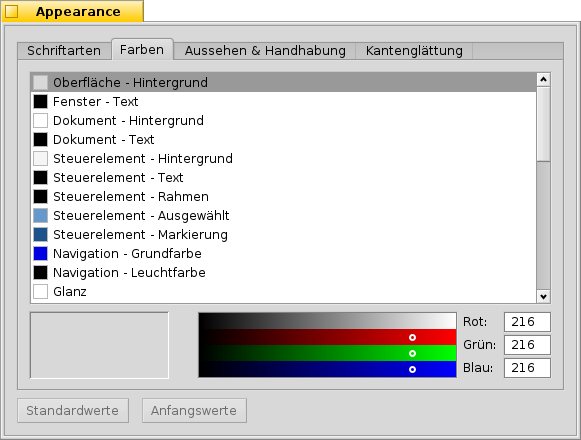 Appearance
Schriftarten Farben Aussehen & Handhabung Kantenglättung
Oberfläche - Hintergrund
Fenster - Text
Dokument - Hintergrund
Dokument - Text
Steuerelement - Hintergrund
Steuerelement - Text
Steuerelement - Rahmen
Steuerelement - Ausgewählt
Steuerelement - Markierung
Navigation - Grundfarbe
Navigation - Leuchtfarbe
Glanz
Rot: 216
Grün: 216
Blau: 216
Standardwerte Anfangswerte